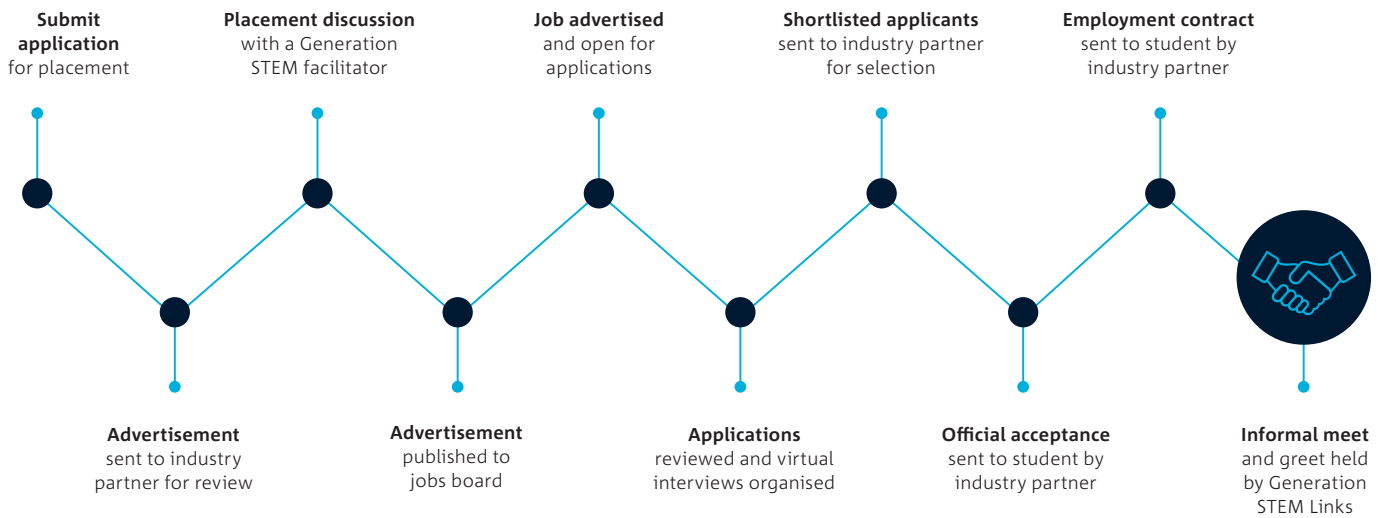 Submit
application
for placement
Placement discussion
with a Generation
STEM facilitator
Job advertised
and open for
applications
Shortlisted applicants
sent to industry partner
for selection
Employment contract
sent to student by
industry partner
Advertisement
sent to industry
partner for review
Advertisement
published to
jobs board
Applications
reviewed and virtual
interviews organised
Official acceptance
sent to student by
industry partner
Informal meet
and greet held
by Generation
STEM Links